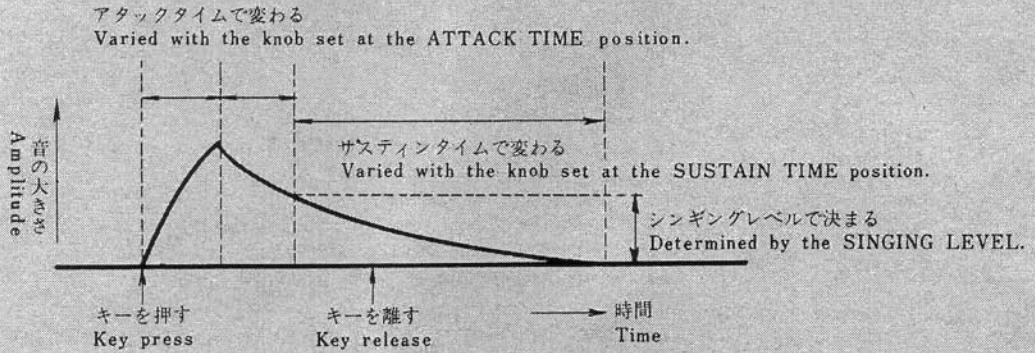 アタックタイムで変わる
Varied with the knob set at the ATTACK TIME position.
音の大きさ
Amplitude
サスティンタイムで変わる
Varied with the knob set at the SUSTAIN TIME position.
シンギングレベルで決まる
Determined by the SINGING LEVEL.
キーを押す
Key press
キーを離す
Key release
時間
Time